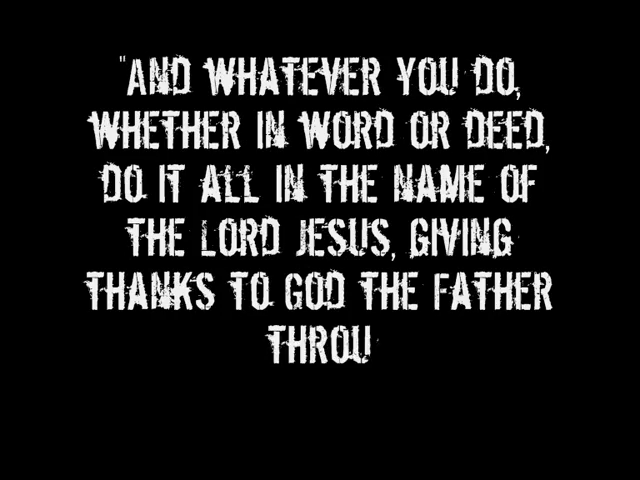 "AND WHATEVER YOU DO,
WHETHER IN WORD OR DEED,
DO IT ALL IN THE NAME OF
THE LORD JESUS, GIVING
THANKS TO GOD THE FATHER
THROU